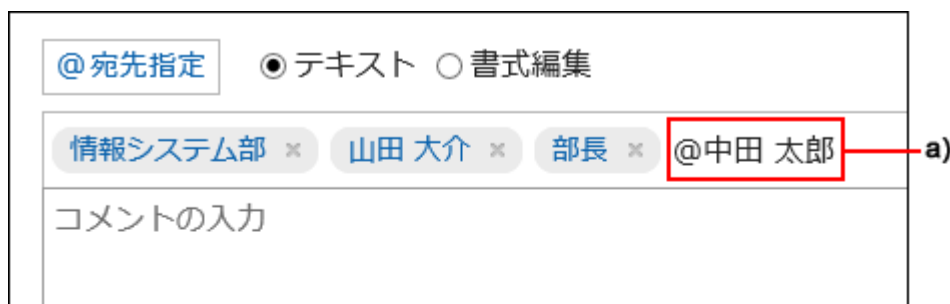 @宛先指定 テキスト 書式編集
情報システム部 × 山田 大介 × 部長 × @中田 太郎 a)
コメントの入力